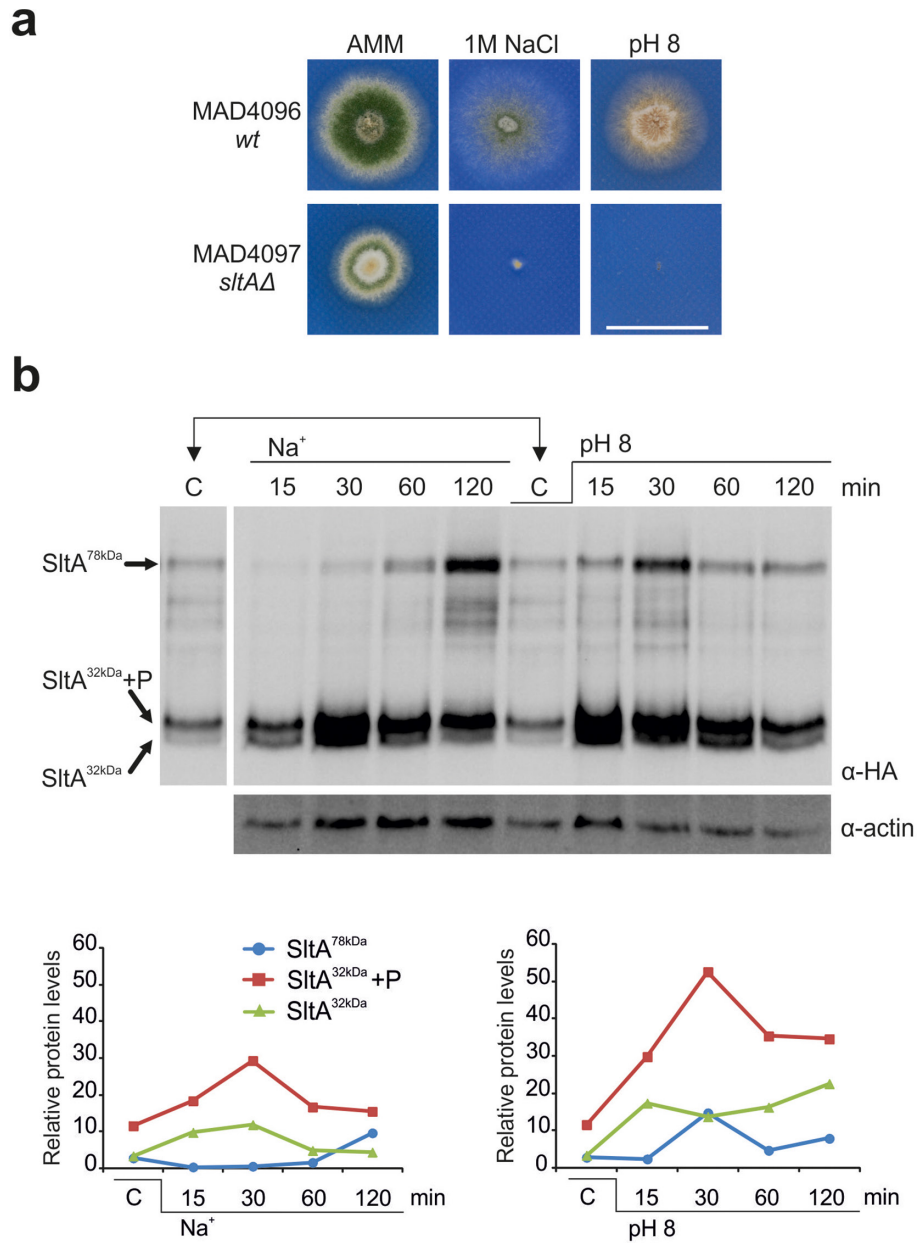 a
AMM 1M NaCl pH 8
MAD4096
wt
MAD4097
sltAΔ
b
Na⁺ pH 8
C 15 30 60 120 C 15 30 60 120 min
SltA⁷⁸ᵏᴰᵃ
SltA³²ᵏᴰᵃ+P
SltA³²ᵏᴰᵃ
α-HA
α-actin
Relative protein levels
60
50
40
30
20
10
0
SltA⁷⁸ᵏᴰᵃ
SltA³²ᵏᴰᵃ +P
SltA³²ᵏᴰᵃ
C 15 30 60 120 min
Na⁺
Relative protein levels
60
50
40
30
20
10
0
C 15 30 60 120 min
pH 8